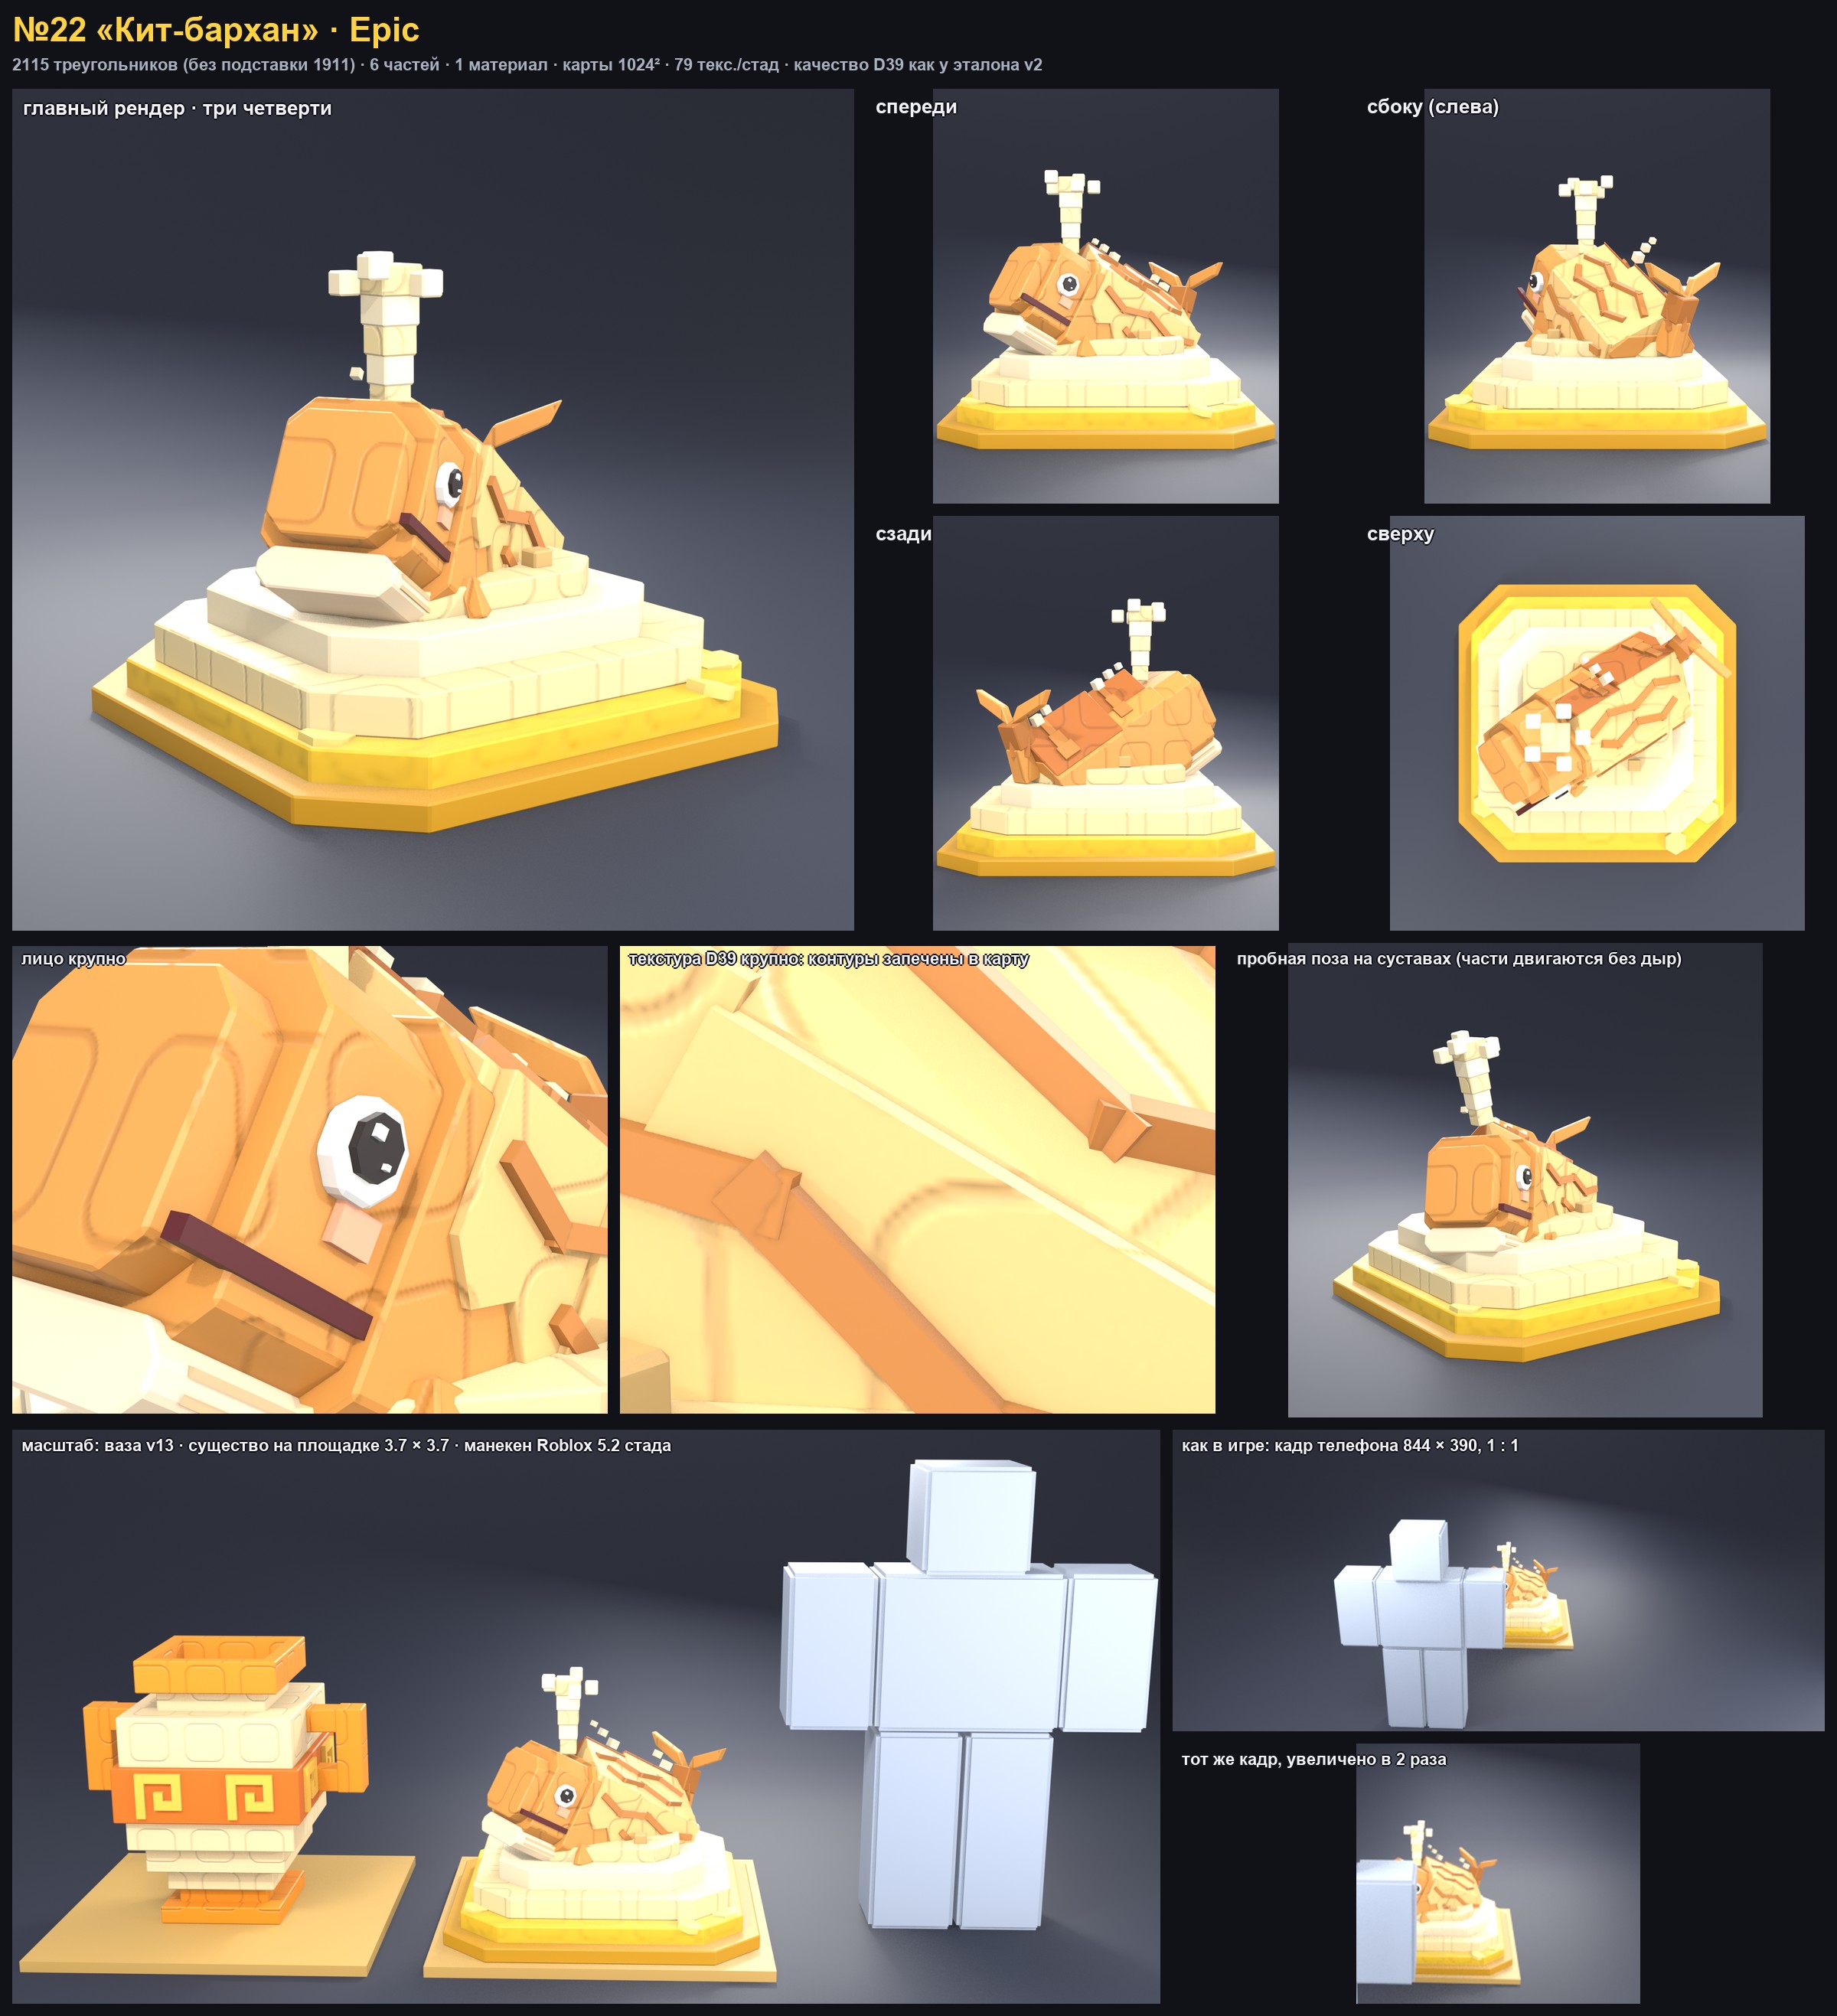 №22 «Кит-бархан» · Epic
2115 треугольников (без подставки 1911) · 6 частей · 1 материал · карты 1024² · 79 текс./стад · качество D39 как у эталона v2
главный рендер · три четверти
спереди
сбоку (слева)
сзади
сверху
лицо крупно
текстура D39 крупно: контуры запечены в карту
пробная поза на суставах (части двигаются без дыр)
масштаб: ваза v13 · существо на площадке 3.7 × 3.7 · манекен Roblox 5.2 стада
как в игре: кадр телефона 844 × 390, 1 : 1
тот же кадр, увеличено в 2 раза